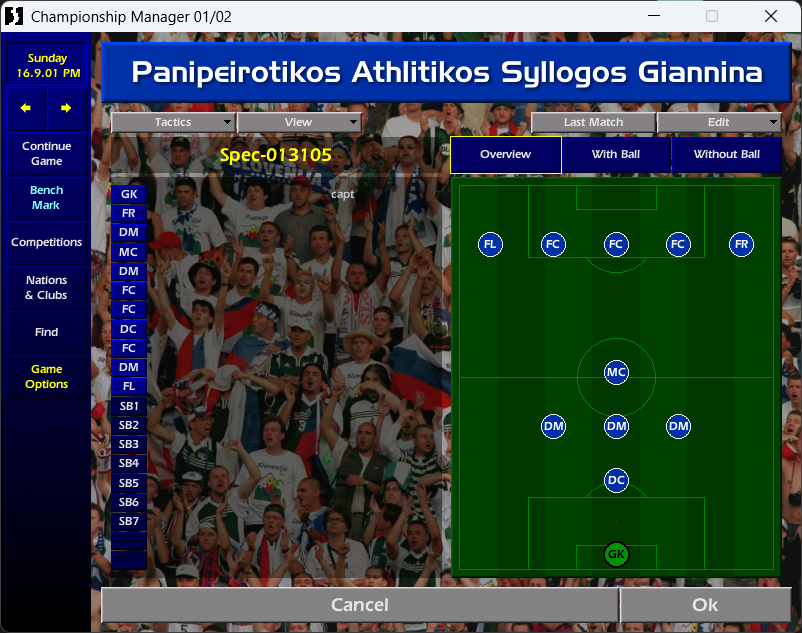 Championship Manager 01/02
Sunday
16.9.01 PM
Continue
Game
Bench
Mark
Competitions
Nations
& Clubs
Find
Game
Options
Panipeirotikos Athlitikos Syllogos Giannina
Tactics View Last Match Edit
Spec-013105
Overview With Ball Without Ball
GK capt
FR
DM
MC
DM
FC
FC
DC
FC
DM
FL
SB1
SB2
SB3
SB4
SB5
SB6
SB7
FL FC FC FC FR
MC
DM DM DM
DC
GK
Slovenija
Slovenija
Cancel Ok